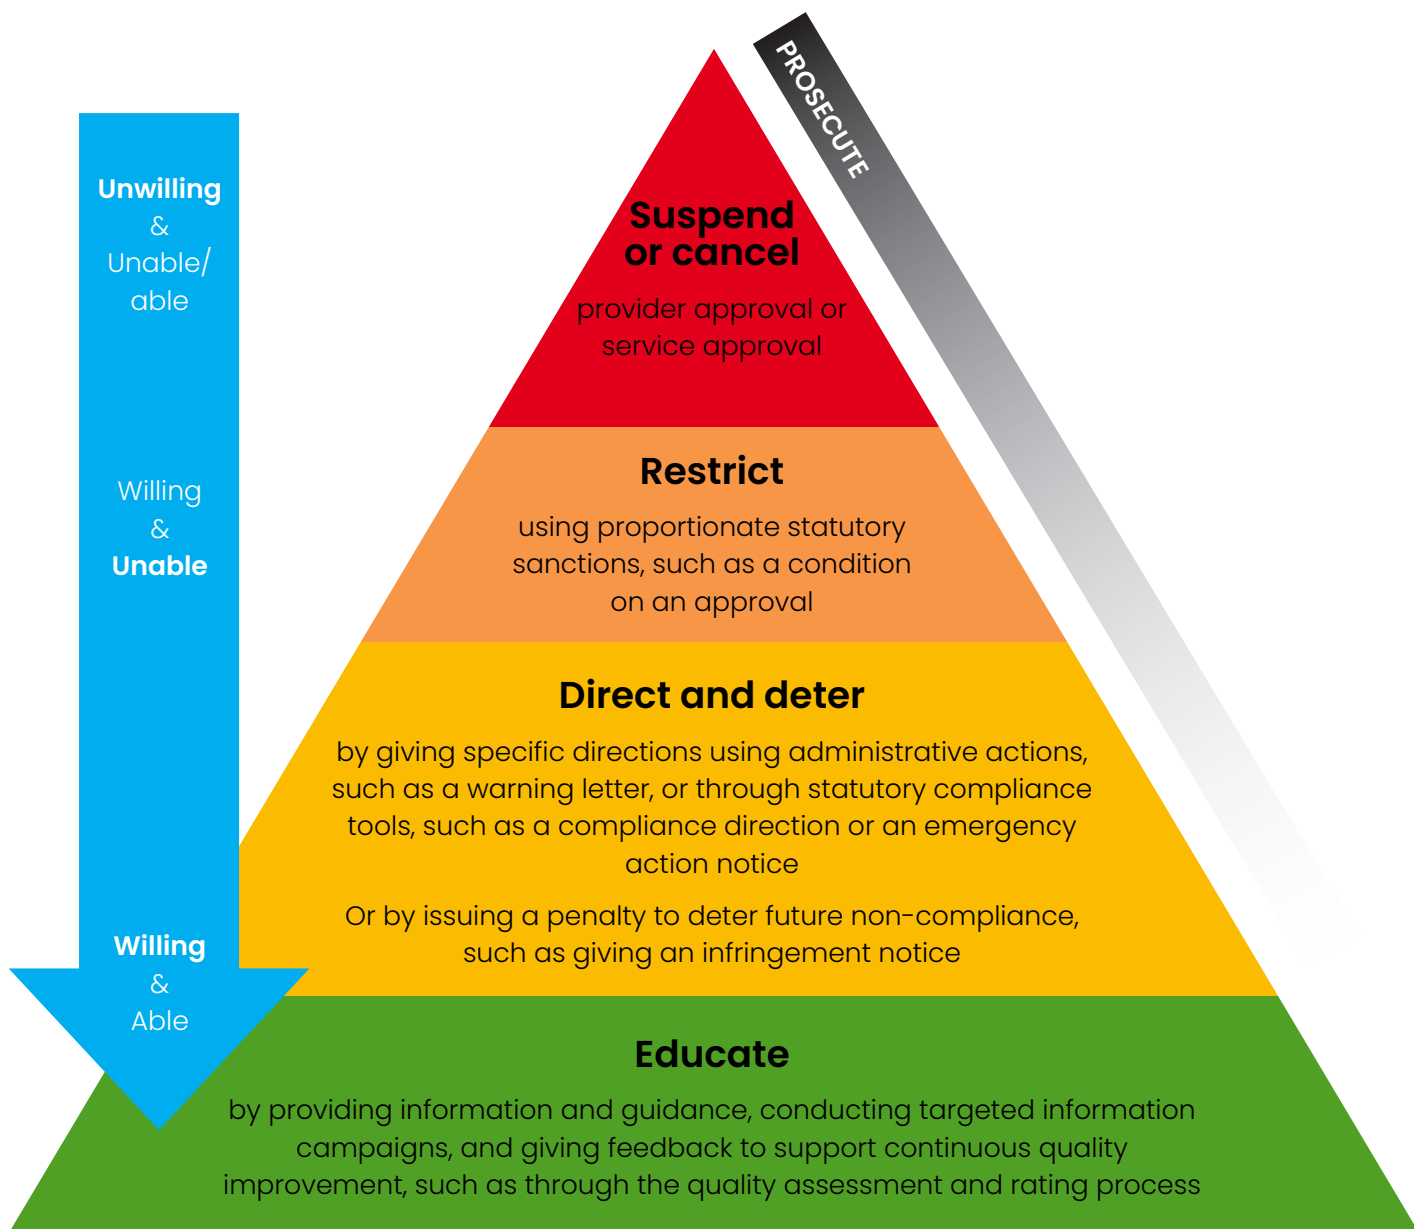 PROSECUTE
Unwilling
&
Unable/
able
Willing
&
Unable
Willing
&
Able
Suspend
or cancel
provider approval or
service approval
Restrict
using proportionate statutory
sanctions, such as a condition
on an approval
Direct and deter
by giving specific directions using administrative actions,
such as a warning letter, or through statutory compliance
tools, such as a compliance direction or an emergency
action notice
Or by issuing a penalty to deter future non-compliance,
such as giving an infringement notice
Educate
by providing information and guidance, conducting targeted information
campaigns, and giving feedback to support continuous quality
improvement, such as through the quality assessment and rating process